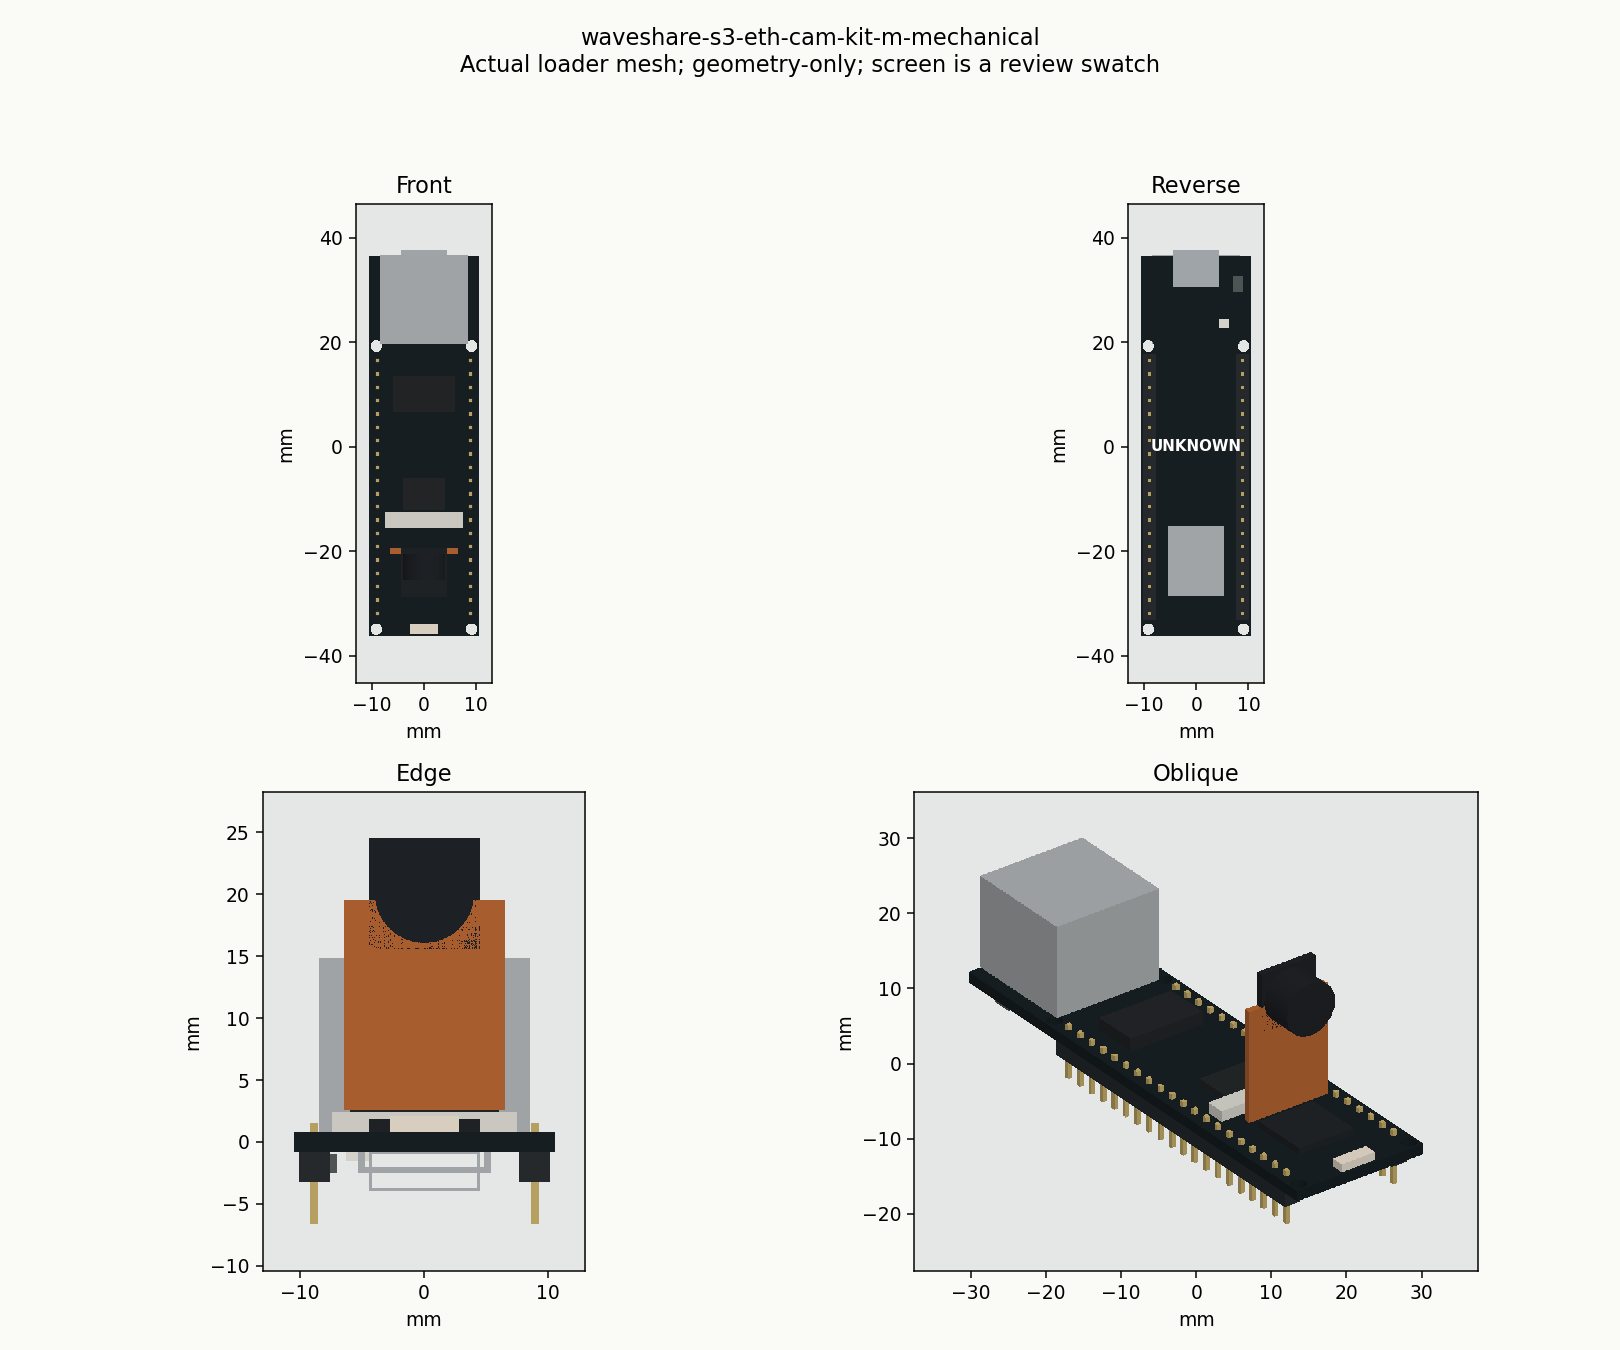 waveshare-s3-eth-cam-kit-m-mechanical
Actual loader mesh; geometry-only; screen is a review swatch
Front
Reverse
40
20
0
−20
−40
mm
−10 0 10
mm
40
20
0
−20
−40
mm
UNKNOWN
−10 0 10
mm
Edge
Oblique
25
20
15
10
5
0
−5
−10
mm
−10 0 10
mm
30
20
10
0
−10
−20
mm
−30 −20 −10 0 10 20 30
mm